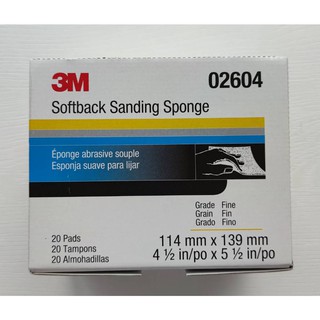 3M 02604
Softback Sanding Sponge
Éponge abrasive souple
Esponja suave para lijar
Grade Fine
Grain Fin
Grado Fino
20 Pads
20 Tampons
20 Almohadillas
114 mm x 139 mm
4 ½ in/po x 5 ½ in/po